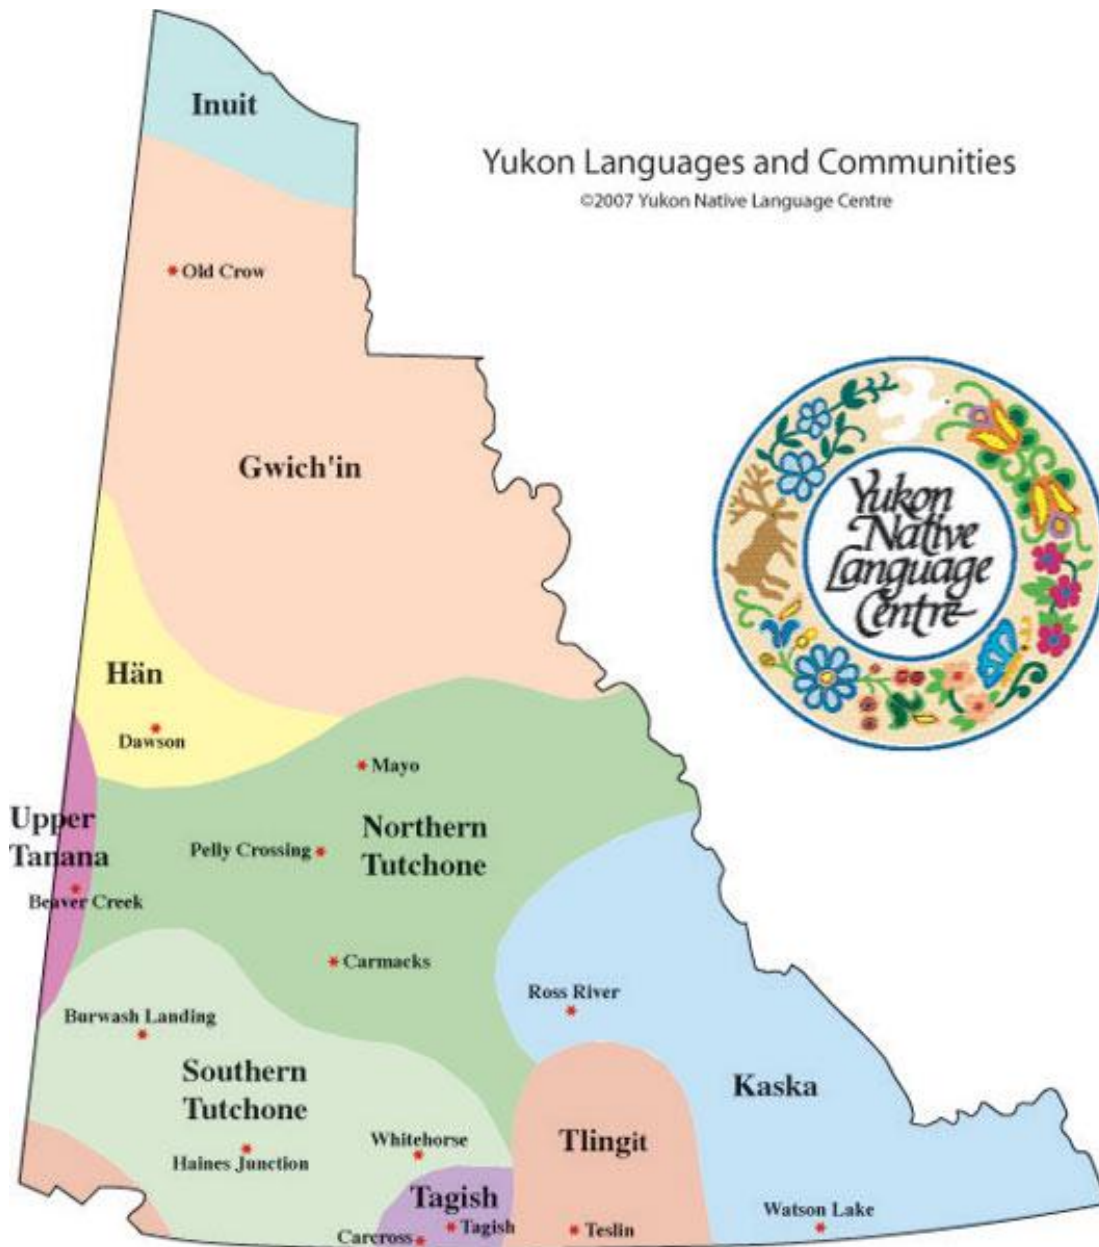 Inuit
Yukon Languages and Communities
©2007 Yukon Native Language Centre
Old Crow
Gwich'in
Yukon
Native
Language
Centre
Hän
Dawson
Mayo
Upper
Tanana
Northern
Tutchone
Pelly Crossing
Beaver Creek
Carmacks
Ross River
Burwash Landing
Southern
Tutchone
Kaska
Whitehorse
Tlingit
Haines Junction
Tagish
Watson Lake
Tagish
Teslin
Carcross